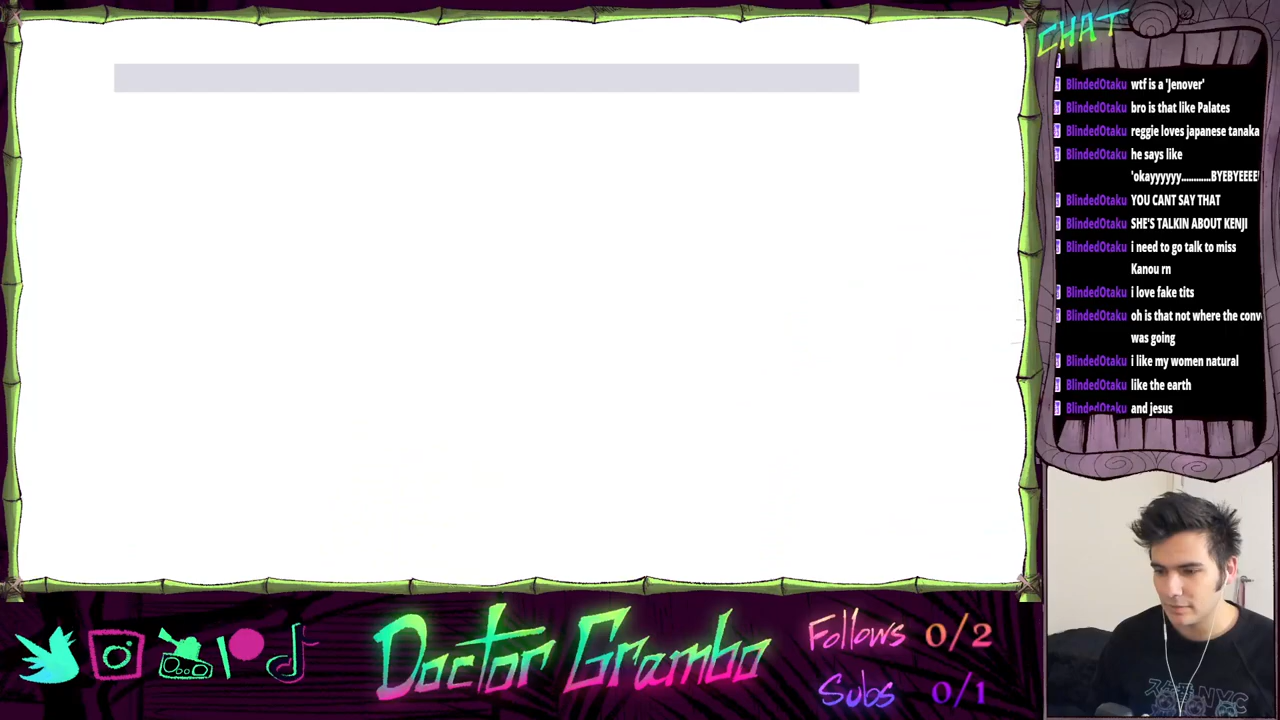 CHAT
BlindedOtaku wtf is a 'Jenover'
BlindedOtaku bro is that like Palates
BlindedOtaku reggie loves japanese tanaka
BlindedOtaku he says like
'okayyyyyy............BYEBYEEEE'
BlindedOtaku YOU CANT SAY THAT
BlindedOtaku SHE'S TALKIN ABOUT KENJI
BlindedOtaku i need to go talk to miss
Kanou rn
BlindedOtaku i love fake tits
BlindedOtaku oh is that not where the conv
was going
BlindedOtaku i like my women natural
BlindedOtaku like the earth
BlindedOtaku and jesus
Doctor Grambo
Follows 0/2
Subs 0/1
NYC